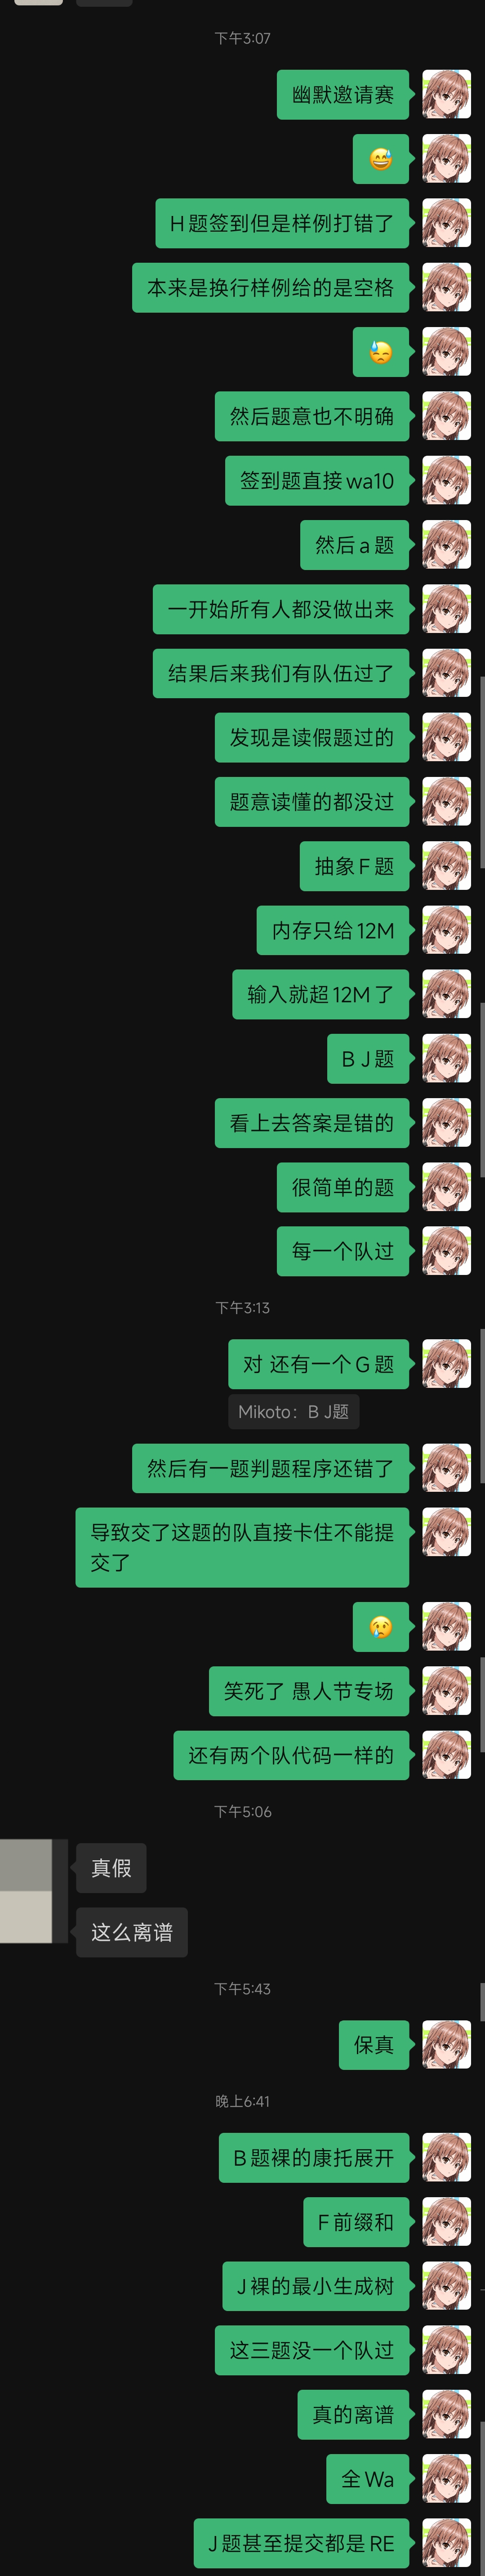 下午3:07
幽默邀请赛
😅
H题签到但是样例打错了
本来是换行样例给的是空格
😓
然后题意也不明确
签到题直接wa10
然后a题
一开始所有人都没做出来
结果后来我们有队伍过了
发现是读假题过的
题意读懂的都没过
抽象F题
内存只给12M
输入就超12M了
B J题
看上去答案是错的
很简单的题
每一个队过
下午3:13
对 还有一个G题
Mikoto：B J题
然后有一题判题程序还错了
导致交了这题的队直接卡住不能提
交了
😢
笑死了 愚人节专场
还有两个队代码一样的
下午5:06
真假
这么离谱
下午5:43
保真
晚上6:41
B题裸的康托展开
F前缀和
J裸的最小生成树
这三题没一个队过
真的离谱
全Wa
J题甚至提交都是RE